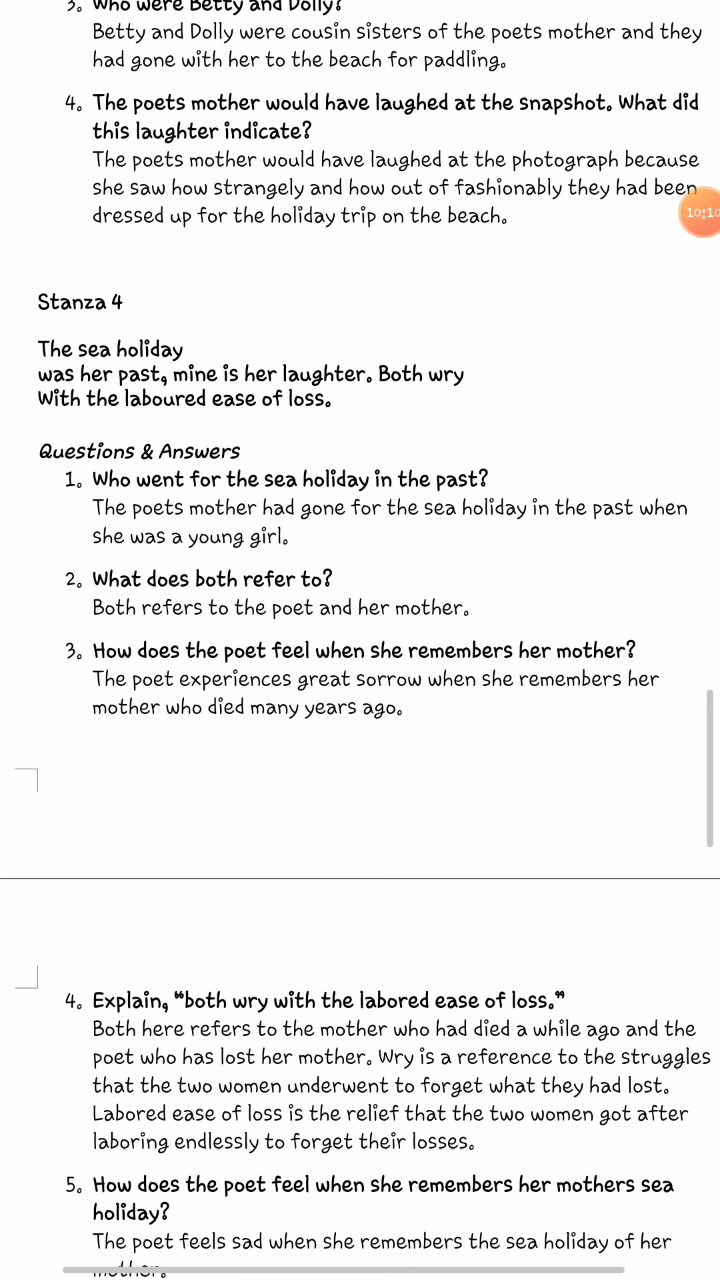 3. Who were Betty and Dolly?
Betty and Dolly were cousin sisters of the poets mother and they
had gone with her to the beach for paddling.
4. The poets mother would have laughed at the snapshot. What did
this laughter indicate?
The poets mother would have laughed at the photograph because
she saw how strangely and how out of fashionably they had been
dressed up for the holiday trip on the beach.
10:10
Stanza 4
The sea holiday
was her past, mine is her laughter. Both wry
With the laboured ease of loss.
Questions & Answers
1. Who went for the sea holiday in the past?
The poets mother had gone for the sea holiday in the past when
she was a young girl.
2. What does both refer to?
Both refers to the poet and her mother.
3. How does the poet feel when she remembers her mother?
The poet experiences great sorrow when she remembers her
mother who died many years ago.
4. Explain, "both wry with the labored ease of loss."
Both here refers to the mother who had died a while ago and the
poet who has lost her mother. Wry is a reference to the struggles
that the two women underwent to forget what they had lost.
Labored ease of loss is the relief that the two women got after
laboring endlessly to forget their losses.
5. How does the poet feel when she remembers her mothers sea
holiday?
The poet feels sad when she remembers the sea holiday of her
mother.